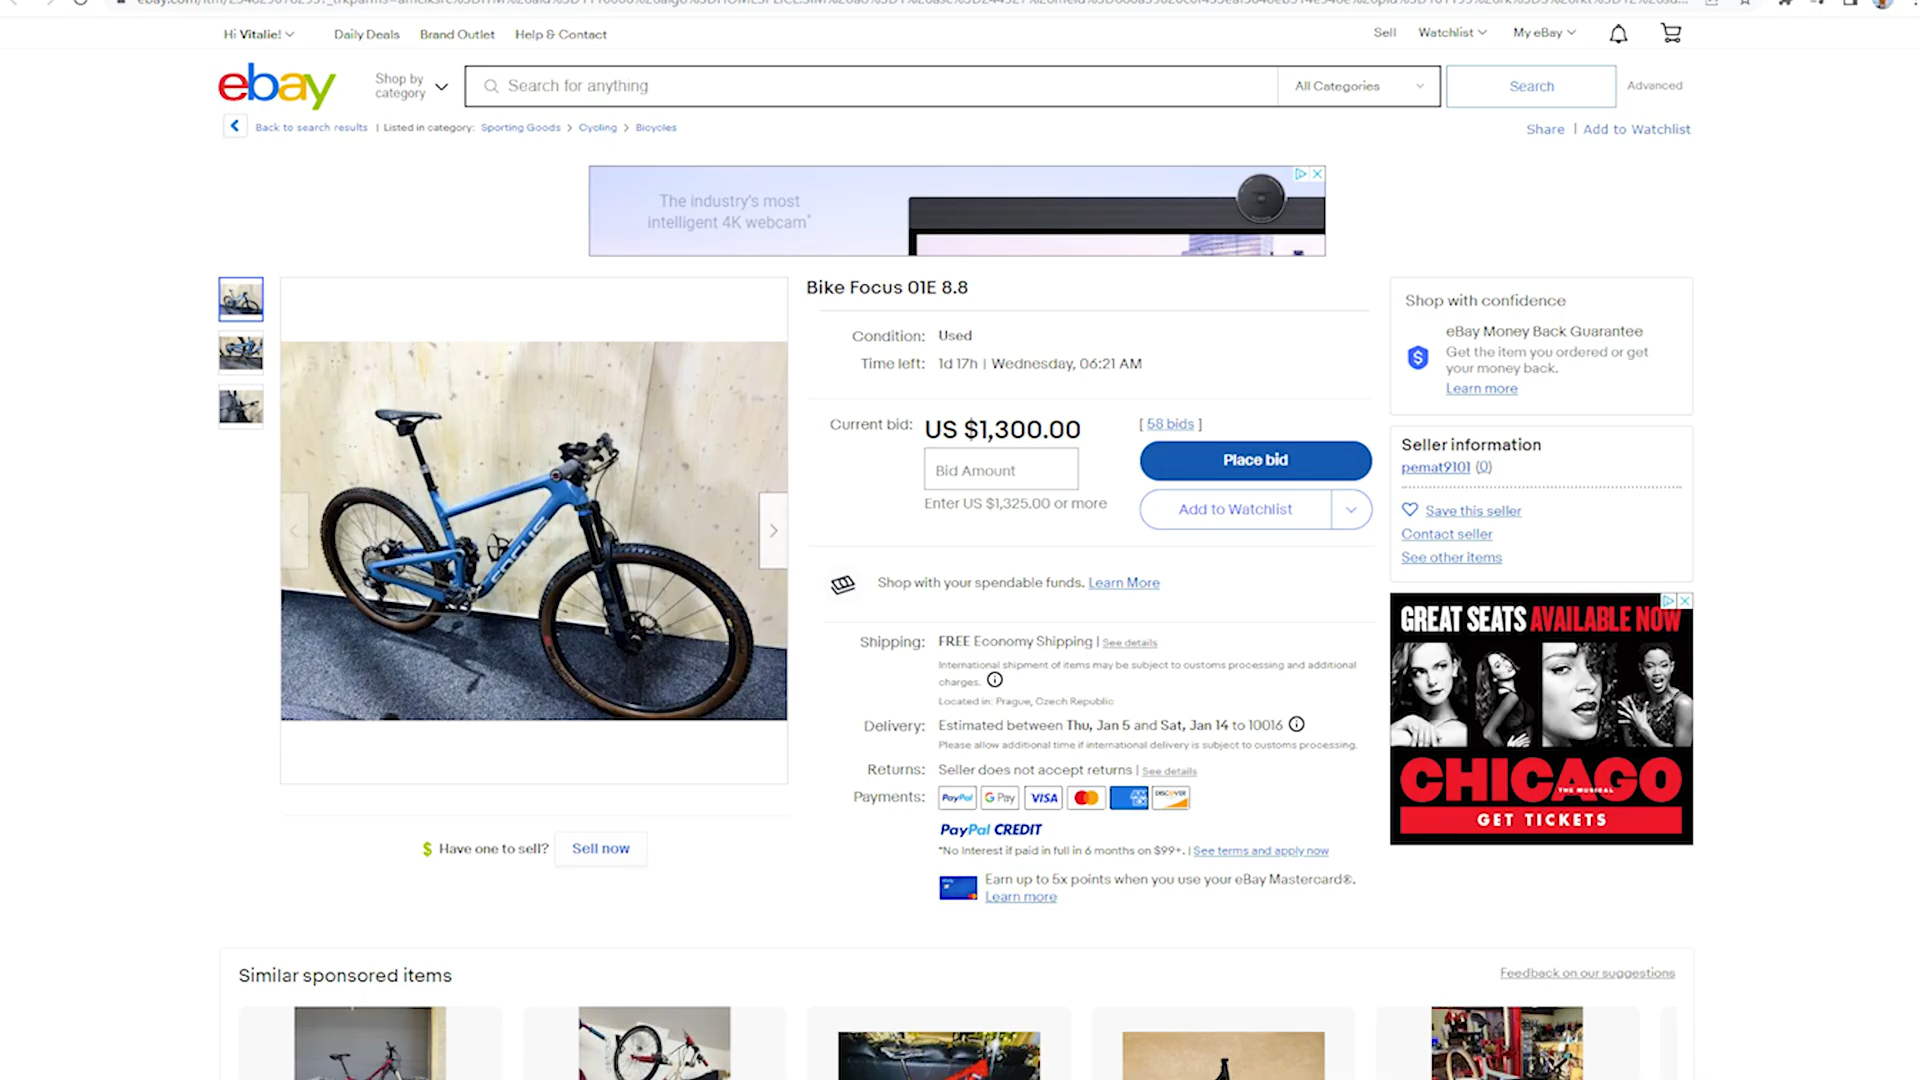 Hi Vitalie!
Daily Deals
Brand Outlet
Help & Contact
Sell
Watchlist
My eBay
ebay
Shop by
category
Search for anything
All Categories
Search
Advanced
Back to search results | Listed in category: Sporting Goods > Cycling > Bicycles
Share | Add to Watchlist
The industry's most
intelligent 4K webcam*
Bike Focus O1E 8.8
Condition: Used
Time left: 1d 17h | Wednesday, 06:21 AM
Current bid: US $1,300.00
[ 58 bids ]
Bid Amount
Place bid
Enter US $1,325.00 or more
Add to Watchlist
Shop with your spendable funds. Learn More
Shipping: FREE Economy Shipping | See details
International shipment of items may be subject to customs processing and additional
charges.
Located in: Prague, Czech Republic
Delivery: Estimated between Thu, Jan 5 and Sat, Jan 14 to 10016
Please allow additional time if international delivery is subject to customs processing.
Returns: Seller does not accept returns | See details
Payments: PayPal G Pay VISA DISCOVER
PayPal CREDIT
*No Interest if paid in full in 6 months on $99+. | See terms and apply now
Earn up to 5x points when you use your eBay Mastercard®.
Learn more
Shop with confidence
eBay Money Back Guarantee
Get the item you ordered or get
your money back.
Learn more
Seller information
pemat9101 (0)
Save this seller
Contact seller
See other items
GREAT SEATS AVAILABLE NOW
CHICAGO
THE MUSICAL
GET TICKETS
FOCUS
$ Have one to sell? Sell now
Similar sponsored items
Feedback on our suggestions